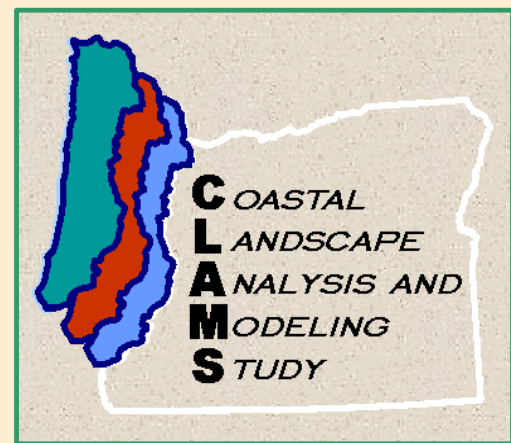 COASTAL
LANDSCAPE
ANALYSIS AND
MODELING
STUDY